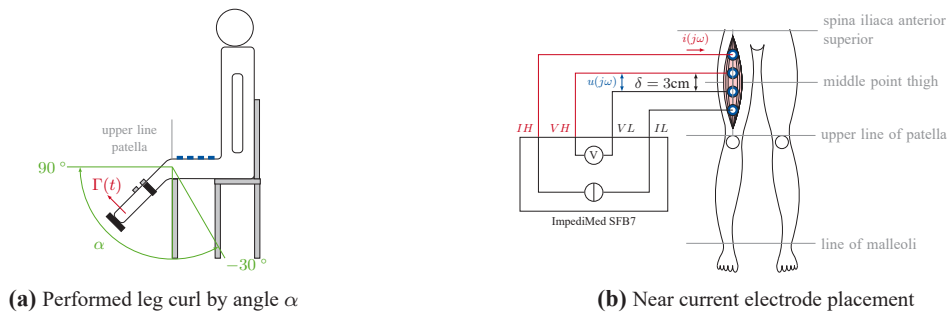 upper line
patella
90°
Γ(t)
α
−30°
(a) Performed leg curl by angle α
i(jω)
u(jω)
δ = 3cm
IH
VH
VL
IL
V
ImpediMed SFB7
spina iliaca anterior
superior
middle point thigh
upper line of patella
line of malleoli
(b) Near current electrode placement